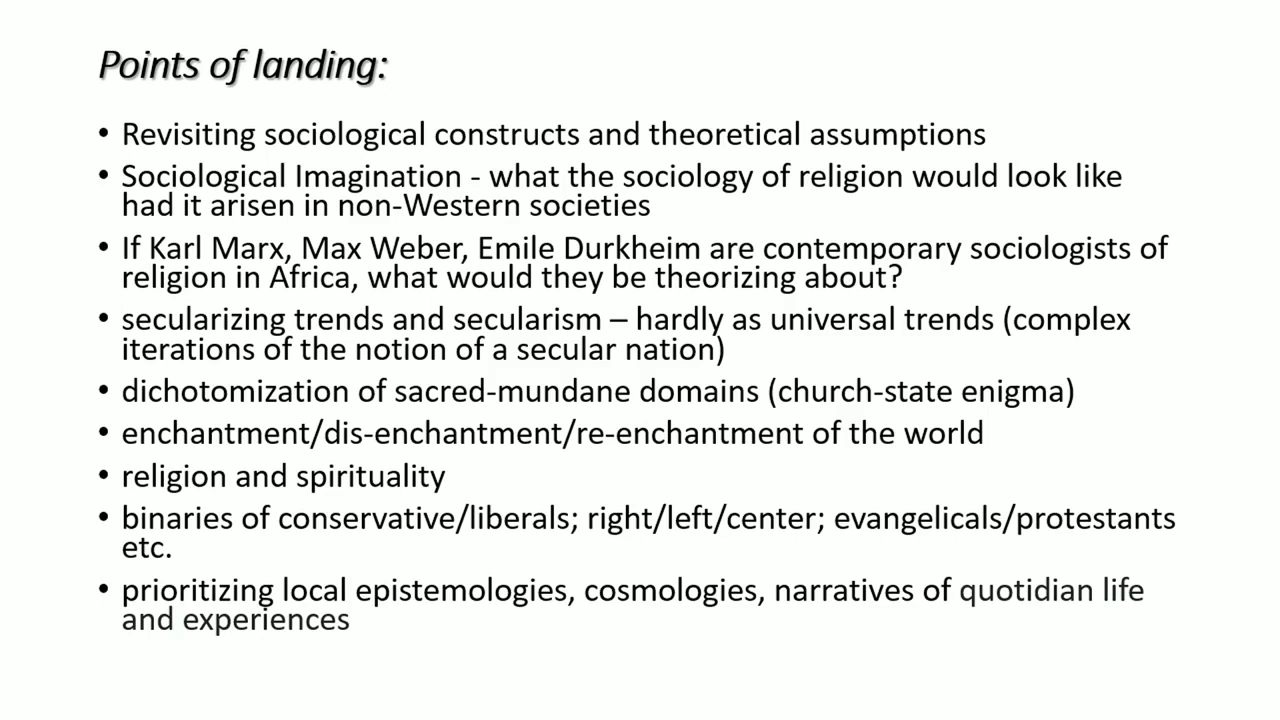 Points of landing:
• Revisiting sociological constructs and theoretical assumptions
• Sociological Imagination - what the sociology of religion would look like
had it arisen in non-Western societies
• If Karl Marx, Max Weber, Emile Durkheim are contemporary sociologists of
religion in Africa, what would they be theorizing about?
• secularizing trends and secularism – hardly as universal trends (complex
iterations of the notion of a secular nation)
• dichotomization of sacred-mundane domains (church-state enigma)
• enchantment/dis-enchantment/re-enchantment of the world
• religion and spirituality
• binaries of conservative/liberals; right/left/center; evangelicals/protestants
etc.
• prioritizing local epistemologies, cosmologies, narratives of quotidian life
and experiences